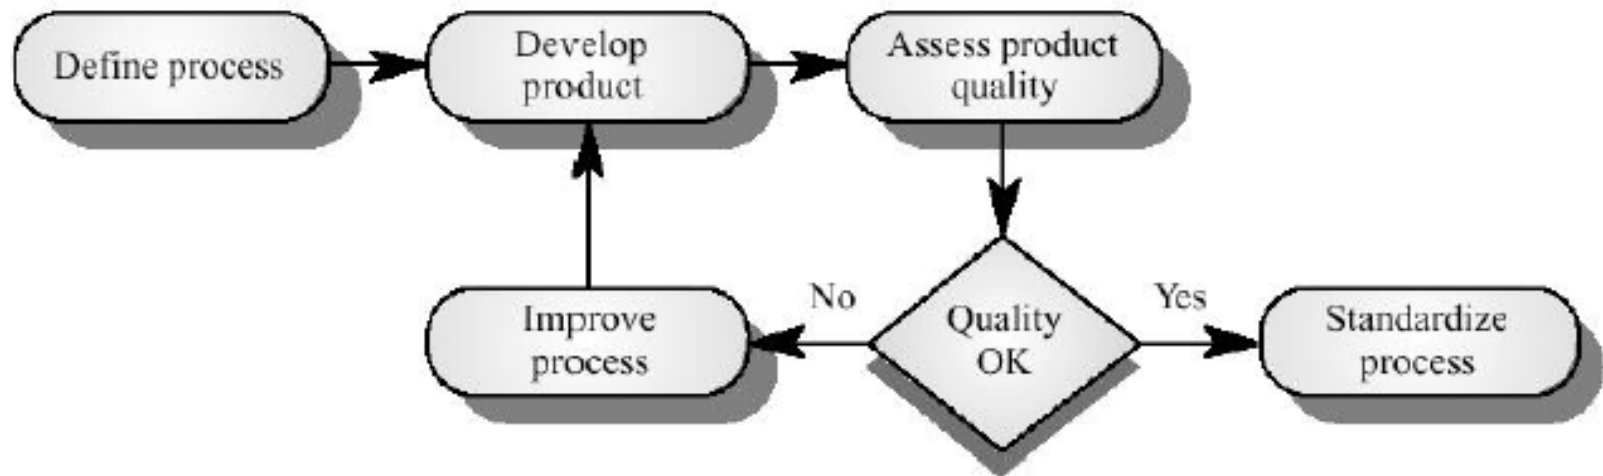 Define process
Develop
product
Assess product
quality
No
Yes
Improve
process
Quality
OK
Standardize
process